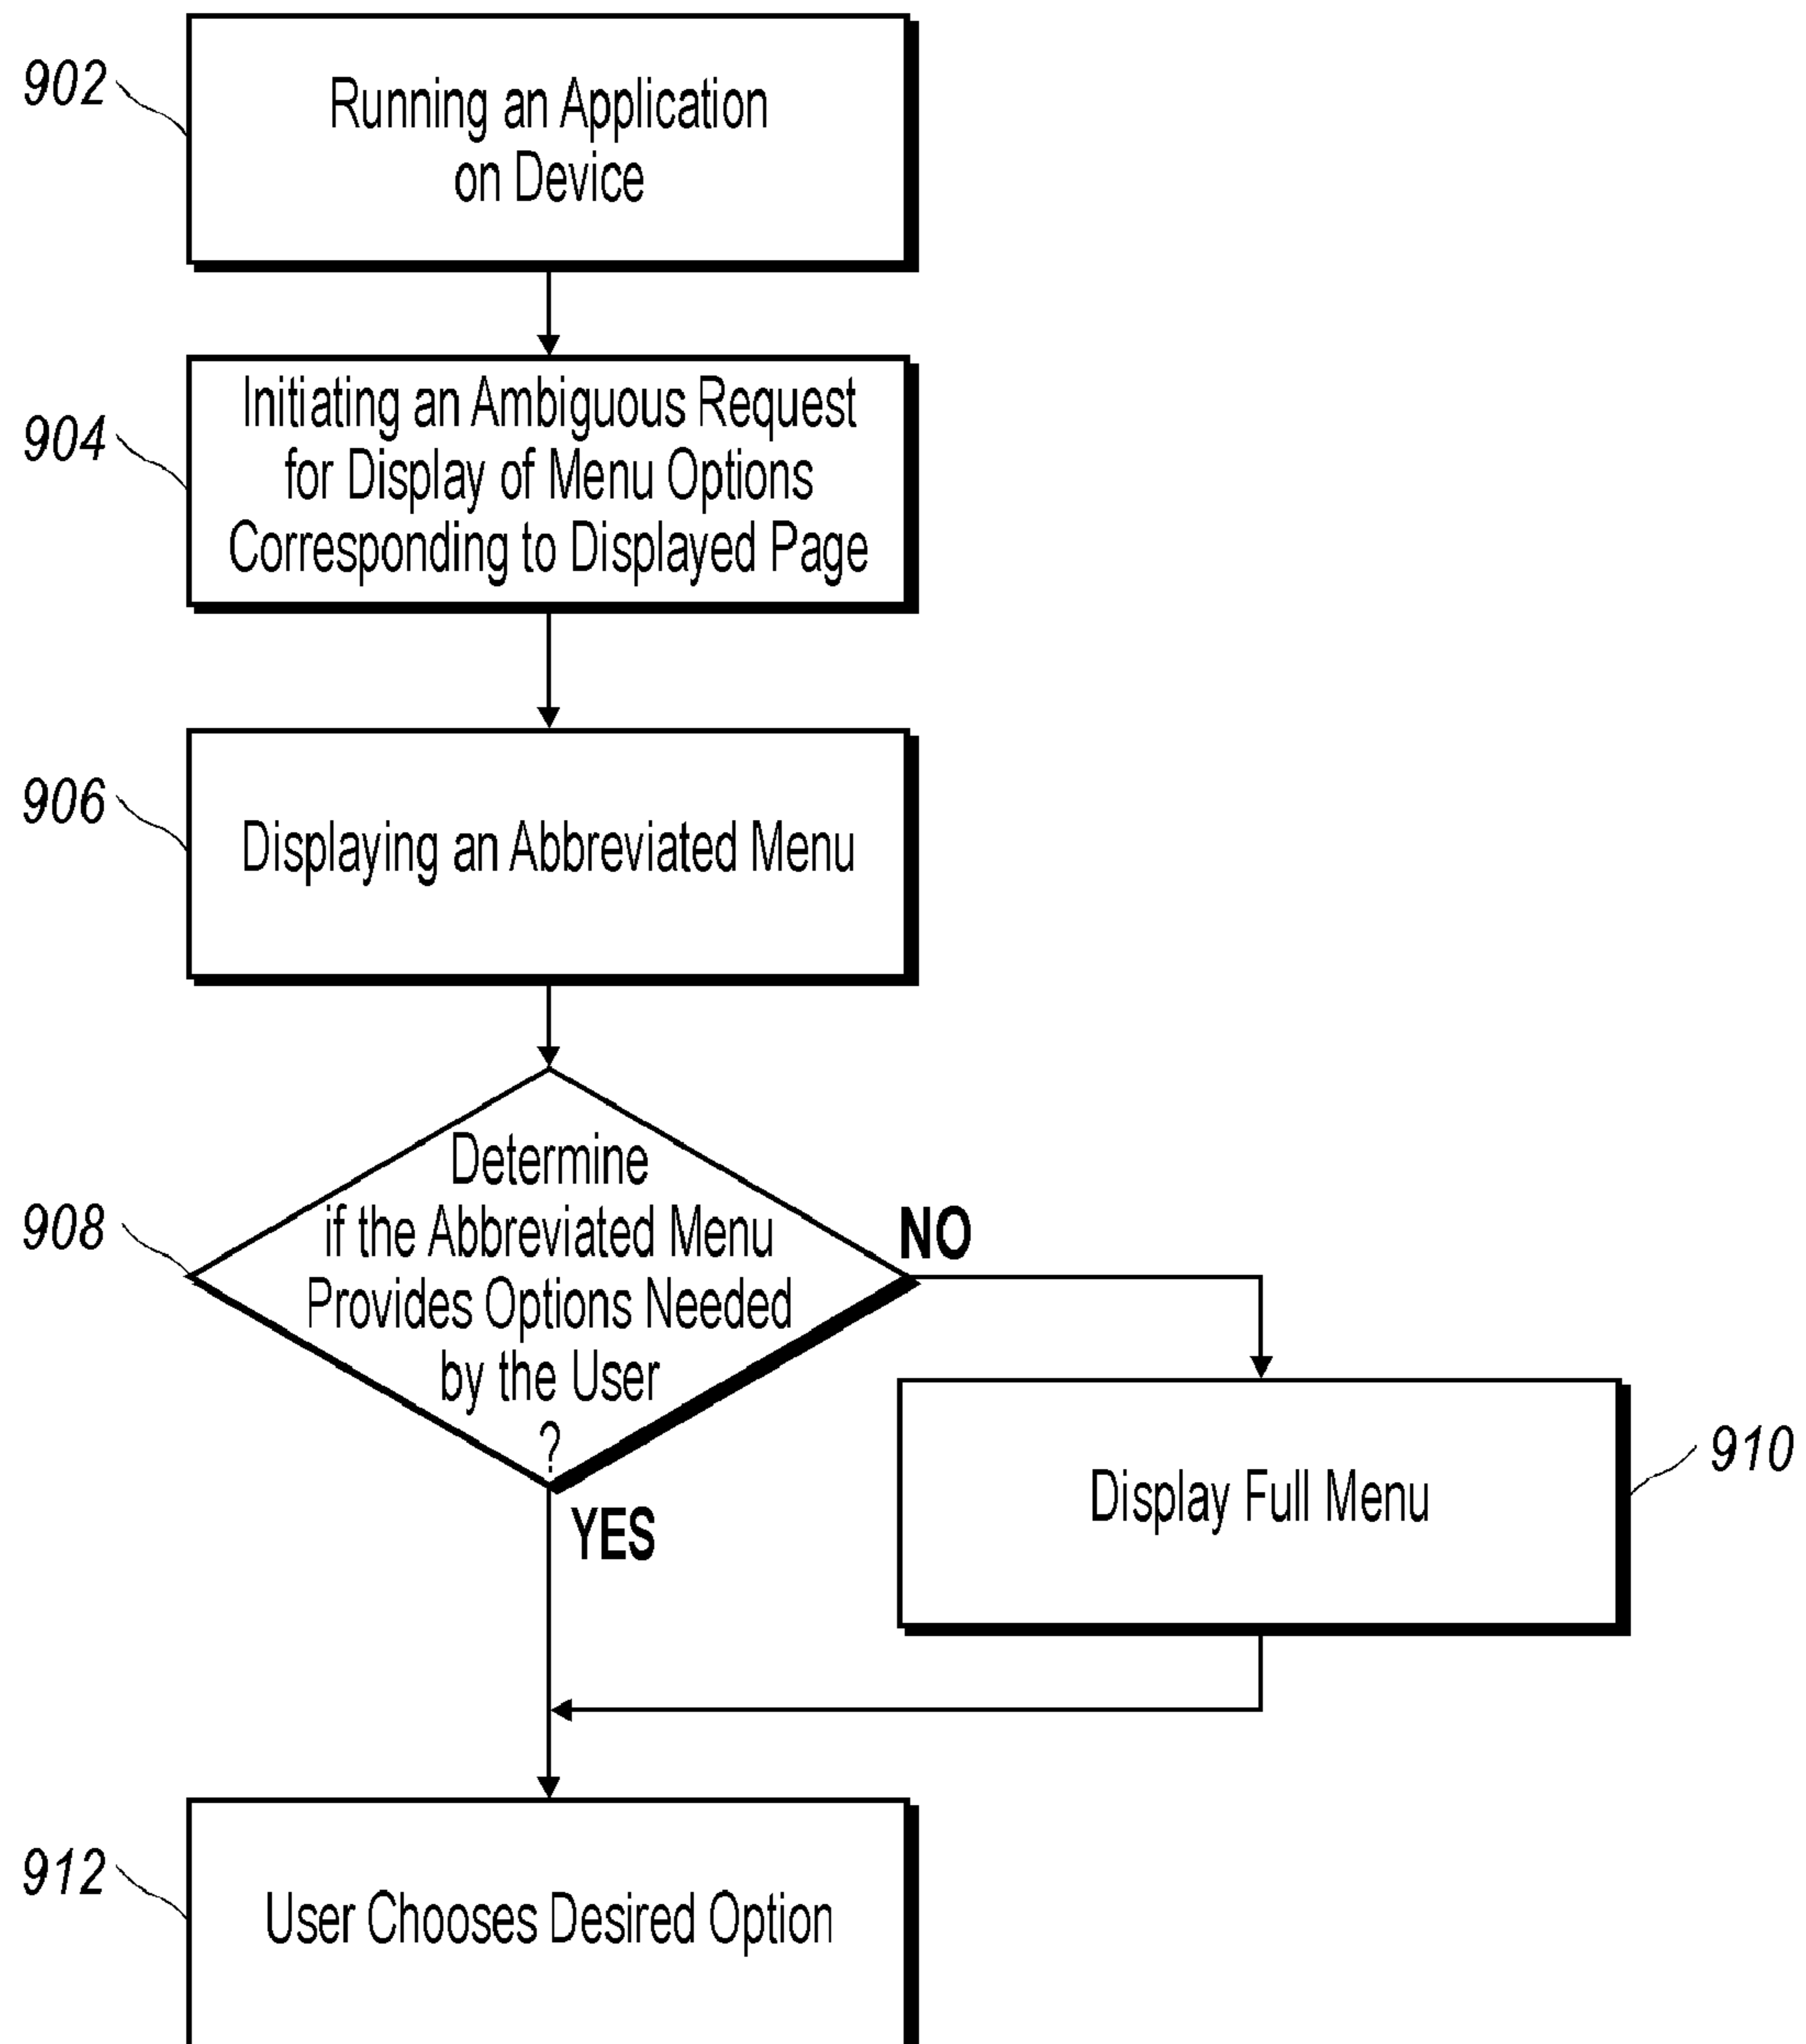 902
Running an Application
on Device
904
Initiating an Ambiguous Request
for Display of Menu Options
Corresponding to Displayed Page
906
Displaying an Abbreviated Menu
908
Determine
if the Abbreviated Menu
Provides Options Needed
by the User
?
NO
YES
Display Full Menu
910
912
User Chooses Desired Option